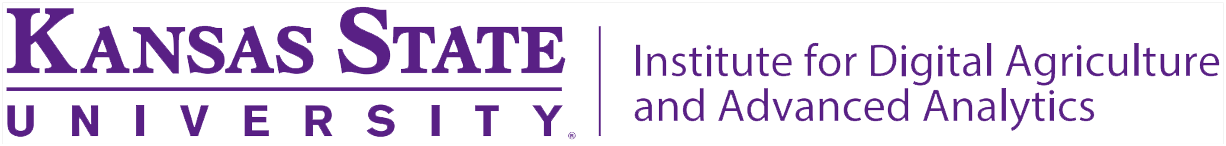 KANSAS STATE
UNIVERSITY®
Institute for Digital Agriculture
and Advanced Analytics